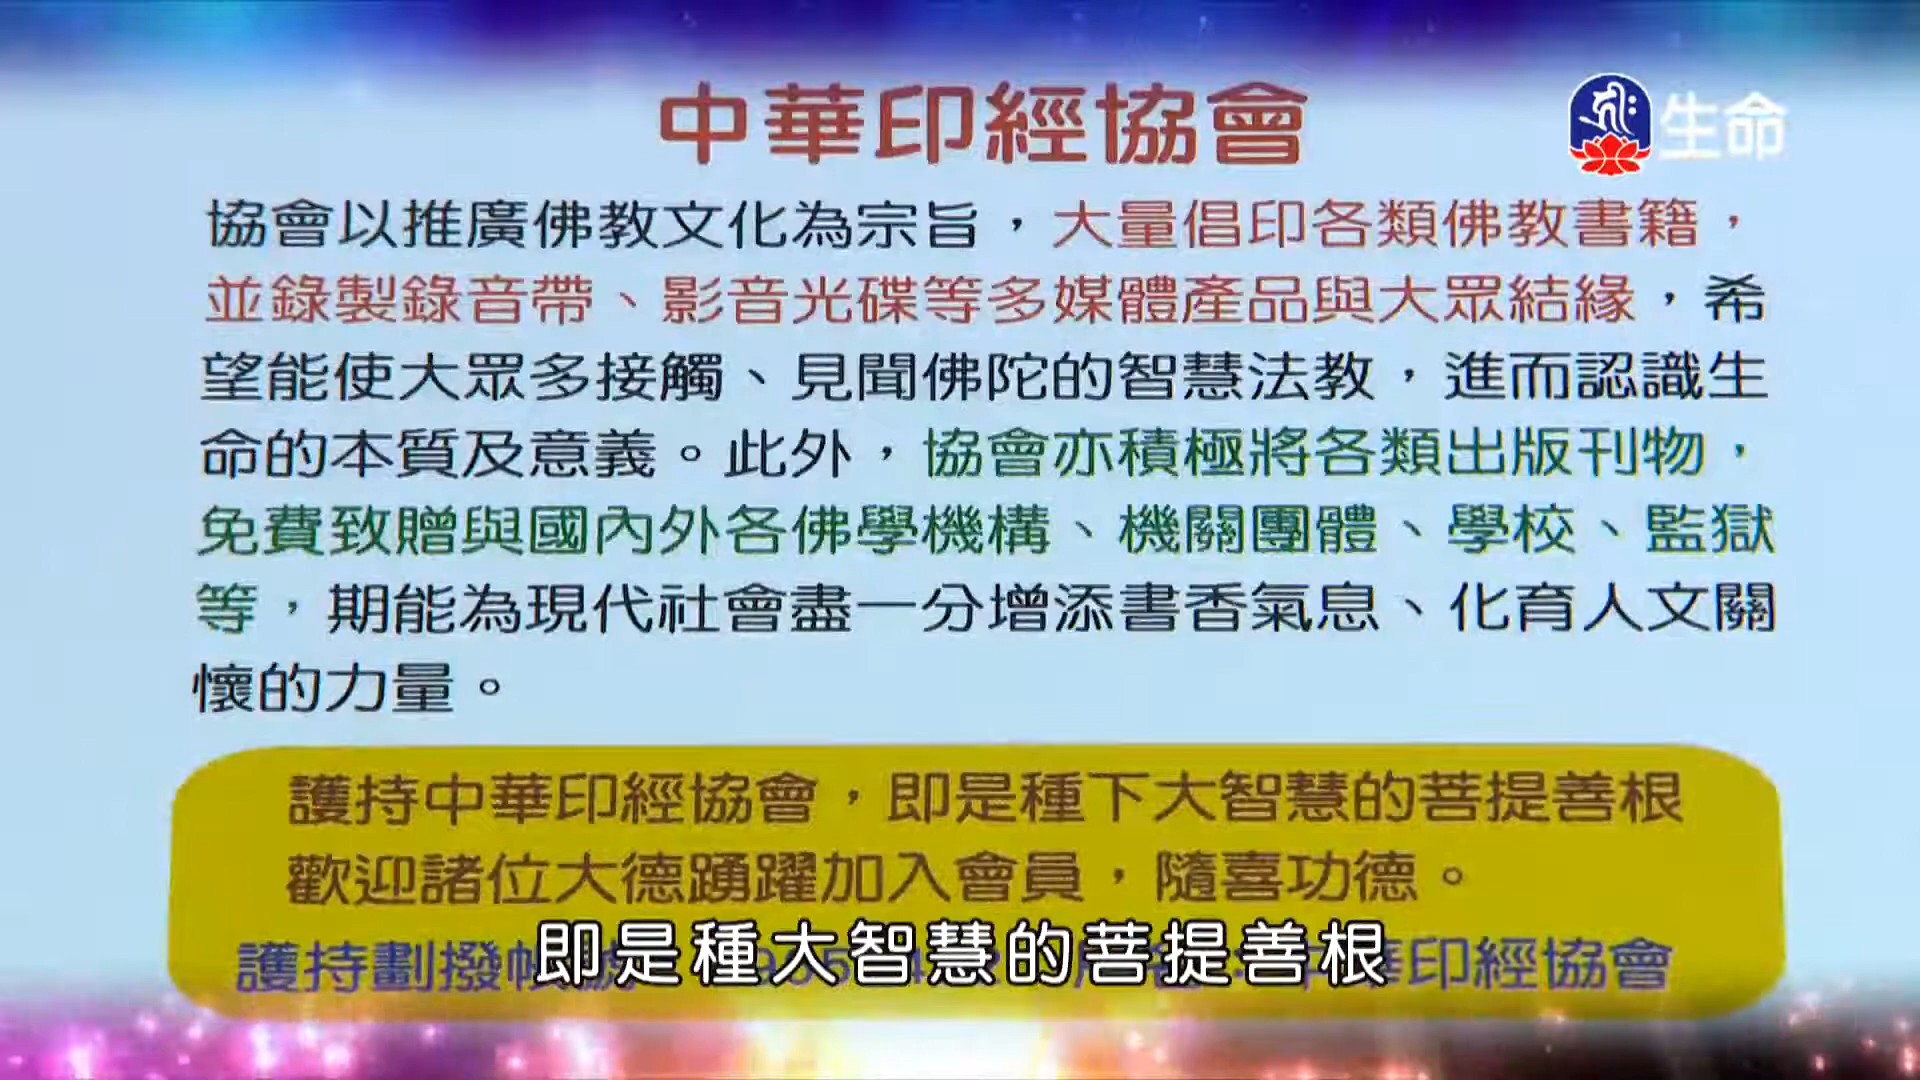 中華印經協會
生命
協會以推廣佛教文化為宗旨，大量倡印各類佛教書籍，
並錄製錄音帶、影音光碟等多媒體產品與大眾結緣，希
望能使大眾多接觸、見聞佛陀的智慧法教，進而認識生
命的本質及意義。此外，協會亦積極將各類出版刊物，
免費致贈與國內外各佛學機構、機關團體、學校、監獄
等，期能為現代社會盡一分增添書香氣息、化育人文關
懷的力量。
護持中華印經協會，即是種下大智慧的菩提善根
歡迎諸位大德踴躍加入會員，隨喜功德。
護持劃撥 華印經協會
即是種大智慧的菩提善根